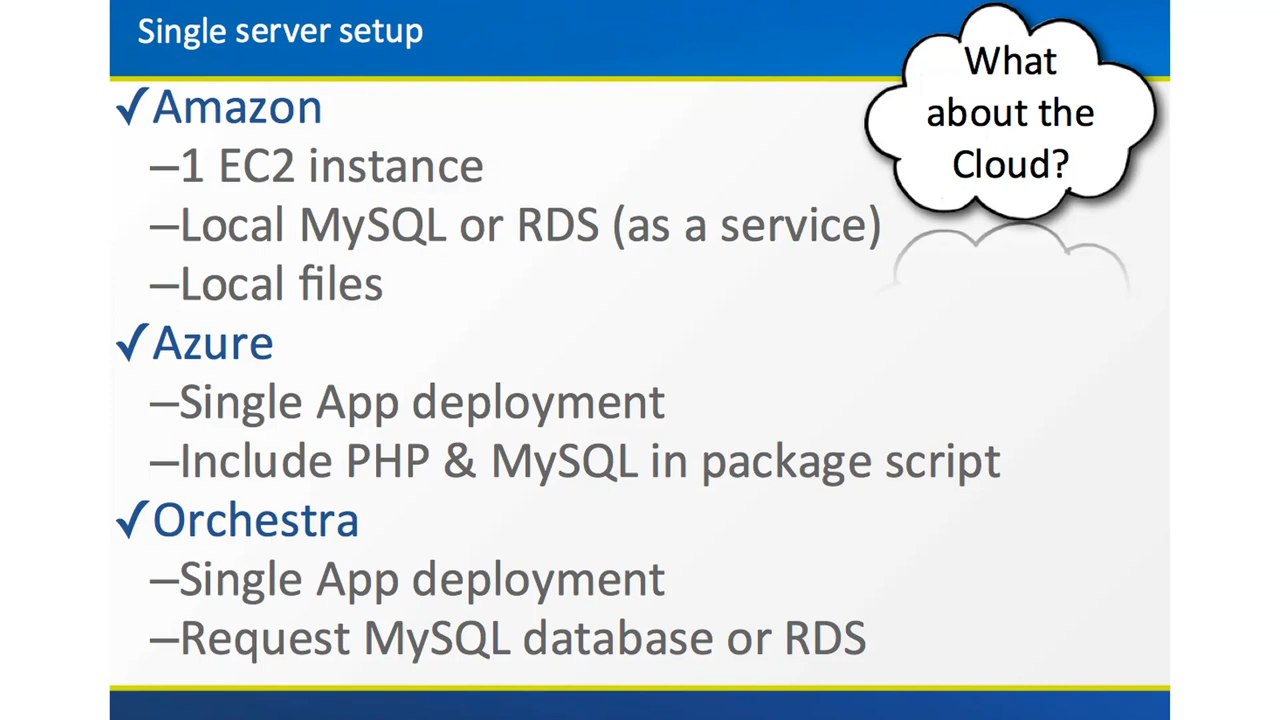 Single server setup
What
about the
Cloud?
✓Amazon
–1 EC2 instance
–Local MySQL or RDS (as a service)
–Local files
✓Azure
–Single App deployment
–Include PHP & MySQL in package script
✓Orchestra
–Single App deployment
–Request MySQL database or RDS